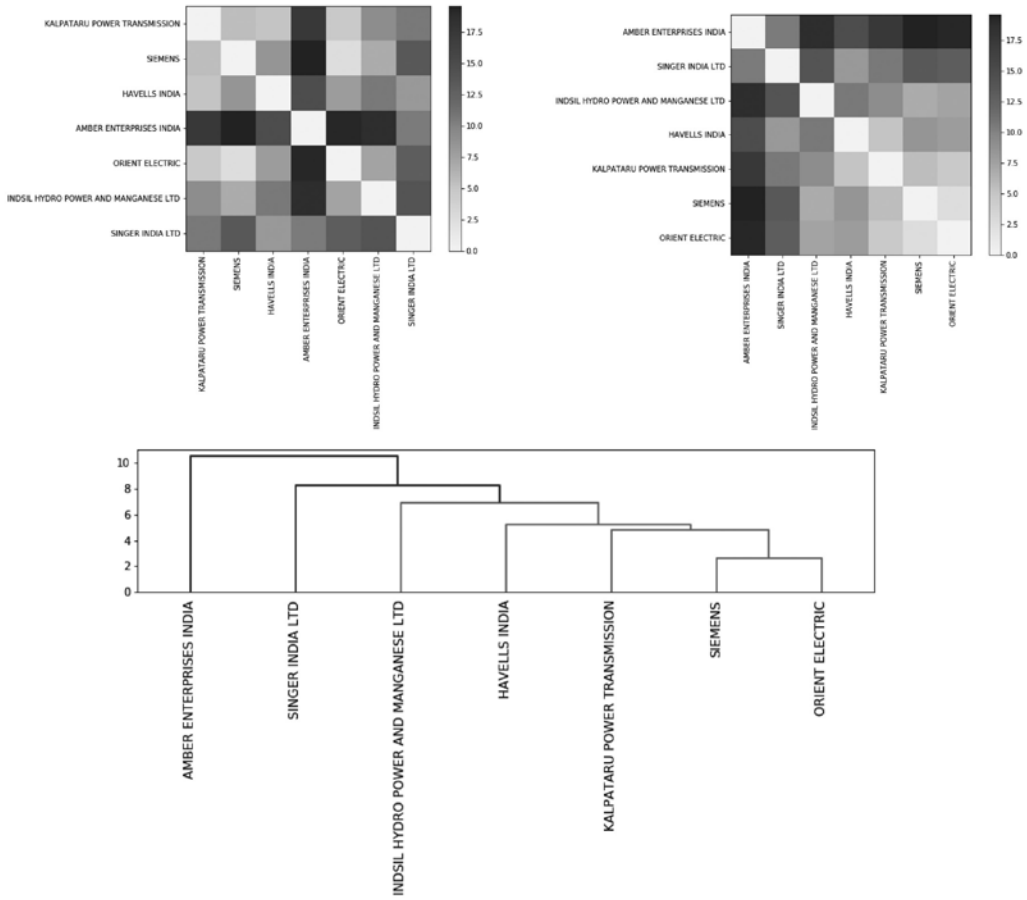 KALPATARU POWER TRANSMISSION
SIEMENS
HAVELLS INDIA
AMBER ENTERPRISES INDIA
ORIENT ELECTRIC
INDSIL HYDRO POWER AND MANGANESE LTD
SINGER INDIA LTD
KALPATARU POWER TRANSMISSION
SIEMENS
HAVELLS INDIA
AMBER ENTERPRISES INDIA
ORIENT ELECTRIC
INDSIL HYDRO POWER AND MANGANESE LTD
SINGER INDIA LTD
17.5
15.0
12.5
10.0
7.5
5.0
2.5
0.0
AMBER ENTERPRISES INDIA
SINGER INDIA LTD
INDSIL HYDRO POWER AND MANGANESE LTD
HAVELLS INDIA
KALPATARU POWER TRANSMISSION
SIEMENS
ORIENT ELECTRIC
AMBER ENTERPRISES INDIA
SINGER INDIA LTD
INDSIL HYDRO POWER AND MANGANESE LTD
HAVELLS INDIA
KALPATARU POWER TRANSMISSION
SIEMENS
ORIENT ELECTRIC
17.5
15.0
12.5
10.0
7.5
5.0
2.5
0.0
10
8
6
4
2
0
AMBER ENTERPRISES INDIA
SINGER INDIA LTD
INDSIL HYDRO POWER AND MANGANESE LTD
HAVELLS INDIA
KALPATARU POWER TRANSMISSION
SIEMENS
ORIENT ELECTRIC